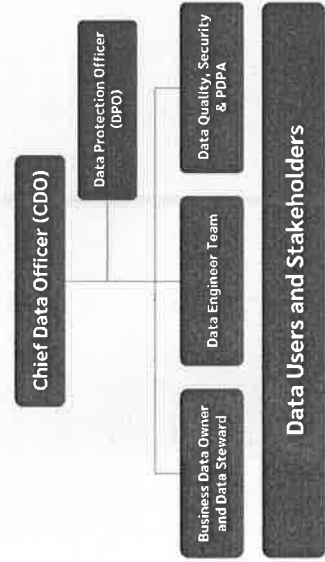 Chief Data Officer (CDO)
Data Protection Officer
(DPO)
Business Data Owner
and Data Steward
Data Engineer Team
Data Quality, Security
& PDPA
Data Users and Stakeholders